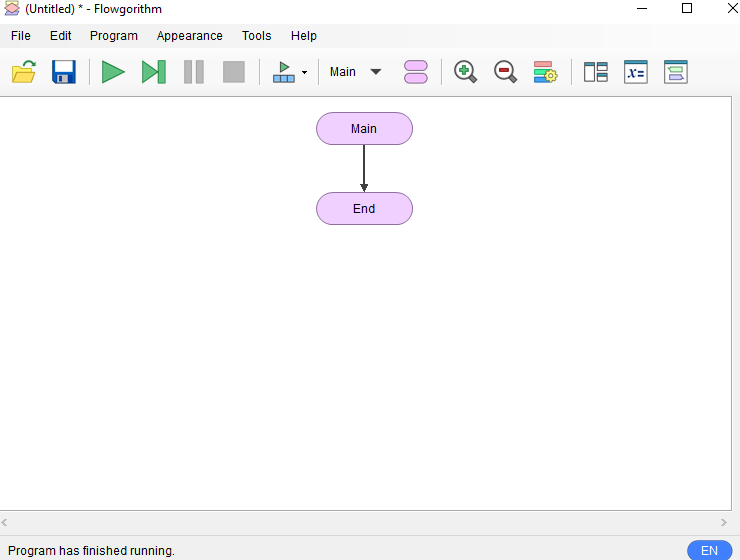 (Untitled) * - Flowgorithm
File Edit Program Appearance Tools Help
Main
x=
Main
End
Program has finished running.
EN